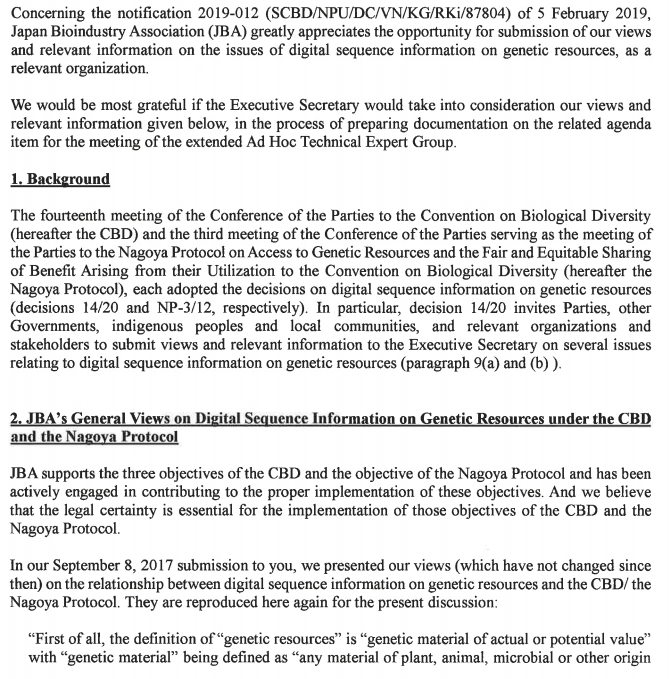 Concerning the notification 2019-012 (SCBD/NPU/DC/VN/KG/RKi/87804) of 5 February 2019,
Japan Bioindustry Association (JBA) greatly appreciates the opportunity for submission of our views
and relevant information on the issues of digital sequence information on genetic resources, as a
relevant organization.
We would be most grateful if the Executive Secretary would take into consideration our views and
relevant information given below, in the process of preparing documentation on the related agenda
item for the meeting of the extended Ad Hoc Technical Expert Group.
1. Background
The fourteenth meeting of the Conference of the Parties to the Convention on Biological Diversity
(hereafter the CBD) and the third meeting of the Conference of the Parties serving as the meeting of
the Parties to the Nagoya Protocol on Access to Genetic Resources and the Fair and Equitable Sharing
of Benefit Arising from their Utilization to the Convention on Biological Diversity (hereafter the
Nagoya Protocol), each adopted the decisions on digital sequence information on genetic resources
(decisions 14/20 and NP-3/12, respectively). In particular, decision 14/20 invites Parties, other
Governments, indigenous peoples and local communities, and relevant organizations and
stakeholders to submit views and relevant information to the Executive Secretary on several issues
relating to digital sequence information on genetic resources (paragraph 9(a) and (b) ).
2. JBA's General Views on Digital Sequence Information on Genetic Resources under the CBD
and the Nagoya Protocol
JBA supports the three objectives of the CBD and the objective of the Nagoya Protocol and has been
actively engaged in contributing to the proper implementation of these objectives. And we believe
that the legal certainty is essential for the implementation of those objectives of the CBD and the
Nagoya Protocol.
In our September 8, 2017 submission to you, we presented our views (which have not changed since
then) on the relationship between digital sequence information on genetic resources and the CBD/ the
Nagoya Protocol. They are reproduced here again for the present discussion:
"First of all, the definition of "genetic resources" is "genetic material of actual or potential value"
with "genetic material" being defined as "any material of plant, animal, microbial or other origin